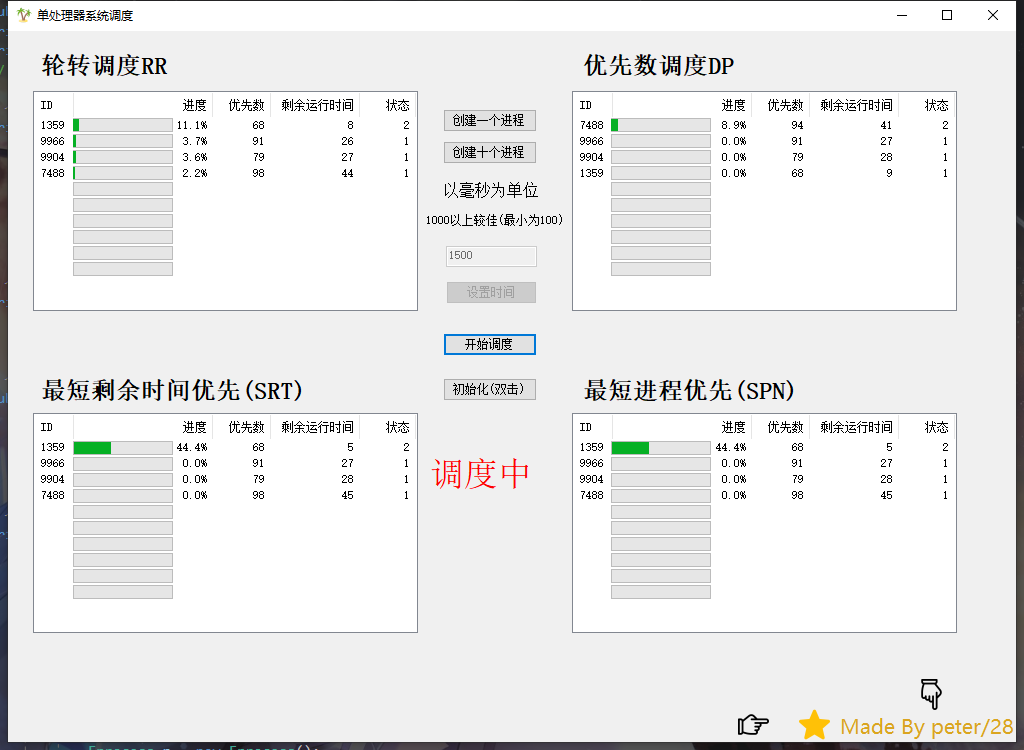 单处理器系统调度
轮转调度RR
ID 进度 优先数 剩余运行时间 状态
1359 11.1% 68 8 2
9966 3.7% 91 26 1
9904 3.6% 79 27 1
7488 2.2% 98 44 1
创建一个进程
创建十个进程
以毫秒为单位
1000以上较佳(最小为100)
1500
设置时间
开始调度
初始化(双击)
优先数调度DP
ID 进度 优先数 剩余运行时间 状态
7488 8.9% 94 41 2
9966 0.0% 91 27 1
9904 0.0% 79 28 1
1359 0.0% 68 9 1
最短剩余时间优先(SRT)
ID 进度 优先数 剩余运行时间 状态
1359 44.4% 68 5 2
9966 0.0% 91 27 1
9904 0.0% 79 28 1
7488 0.0% 98 45 1
调度中
最短进程优先(SPN)
ID 进度 优先数 剩余运行时间 状态
1359 44.4% 68 5 2
9966 0.0% 91 27 1
9904 0.0% 79 28 1
7488 0.0% 98 45 1
Made By peter/28